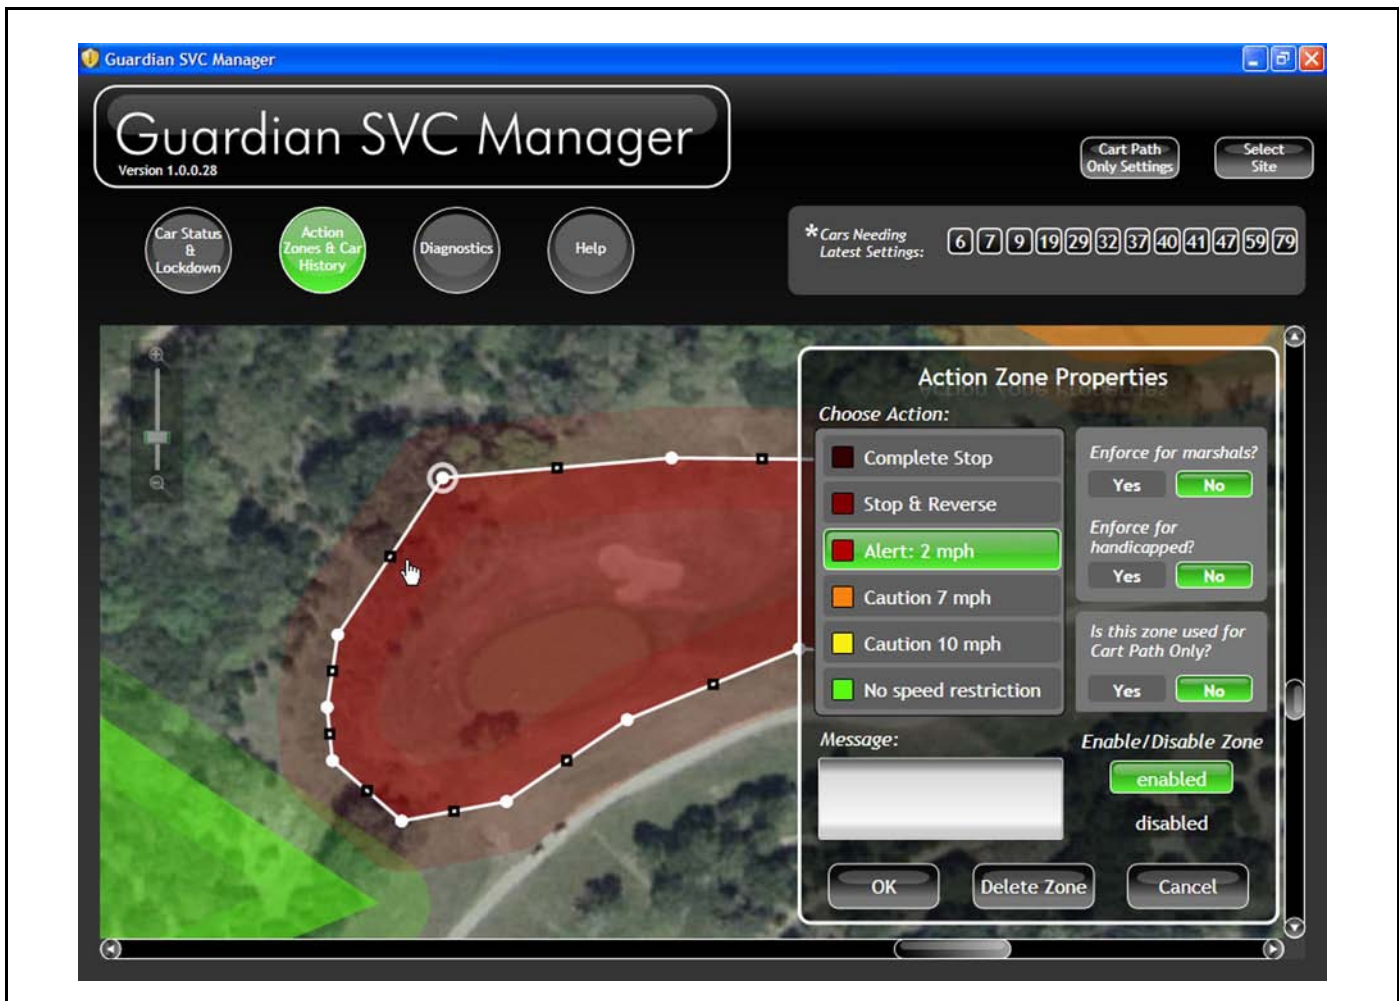 Guardian SVC Manager
Guardian SVC Manager
Version 1.0.0.28
Cart Path
Only Settings
Select
Site
Car Status
&
Lockdown
Action
Zones & Car
History
Diagnostics
Help
*Cars Needing
Latest Settings:
6 7 9 19 29 32 37 40 41 47 59 79
Action Zone Properties
Choose Action:
Complete Stop
Stop & Reverse
Alert: 2 mph
Caution 7 mph
Caution 10 mph
No speed restriction
Enforce for marshals?
Yes No
Enforce for
handicapped?
Yes No
Is this zone used for
Cart Path Only?
Yes No
Message:
Enable/Disable Zone
enabled
disabled
OK Delete Zone Cancel